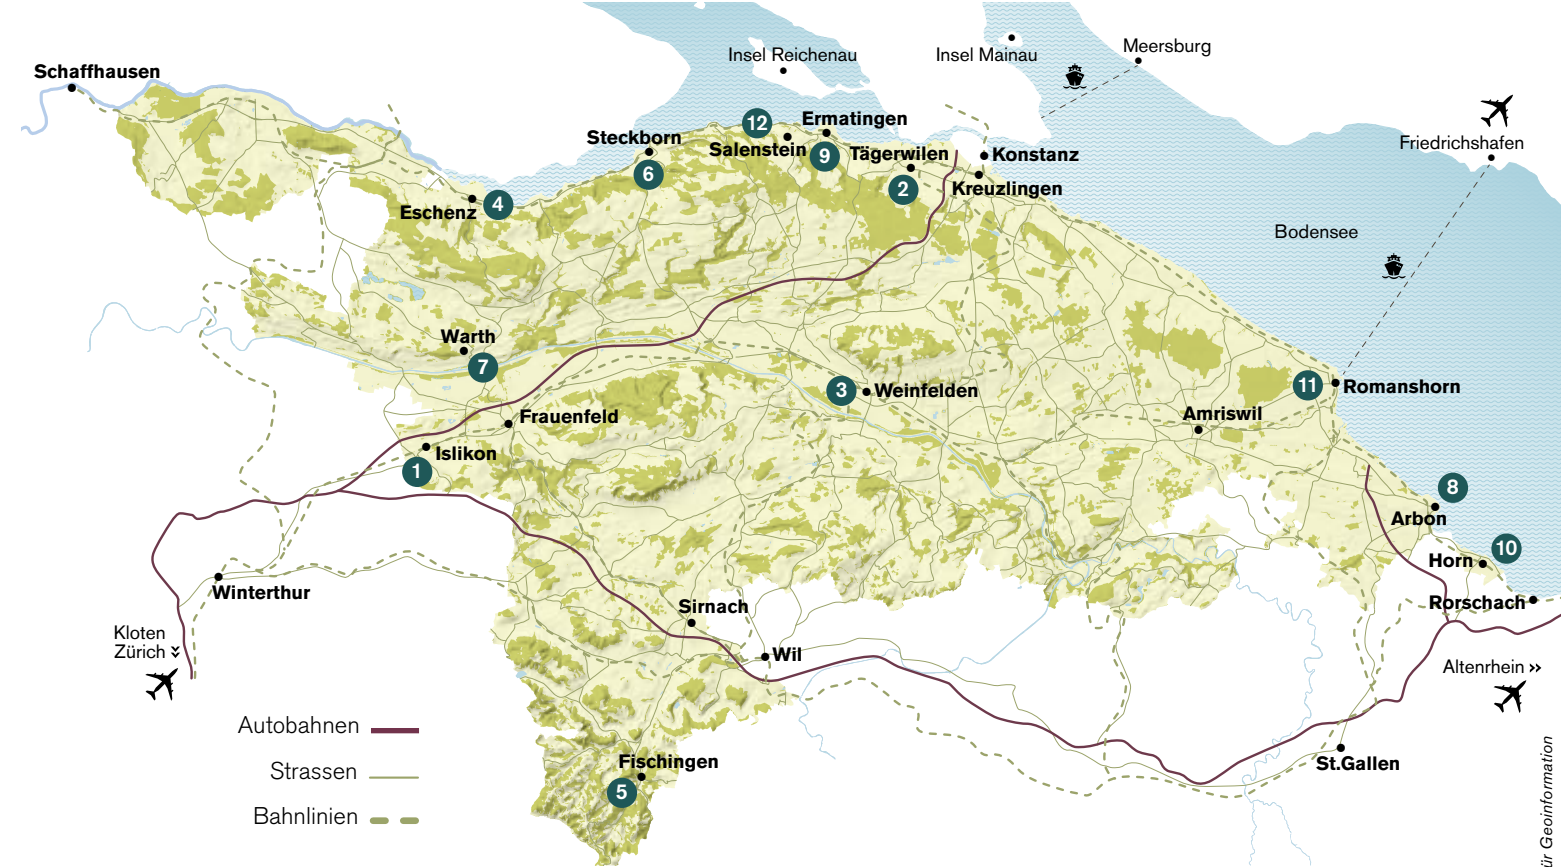 Meersburg
Insel Reichenau
Insel Mainau
Schaffhausen
12
Ermatingen
Steckborn
Friedrichshafen
Salenstein
9
Tägerwilen
Konstanz
6
2
Kreuzlingen
4
Eschenz
Bodensee
Warth
7
3
Weinfelden
11
Romanshorn
Frauenfeld
Amriswil
Islikon
1
8
Arbon
10
Horn
Winterthur
Rorschach
Sirnach
Kloten
Zürich »
Wil
Altenrhein »
Autobahnen
Strassen
Bahnlinien
Fischingen
5
St.Gallen
für Geoinformation